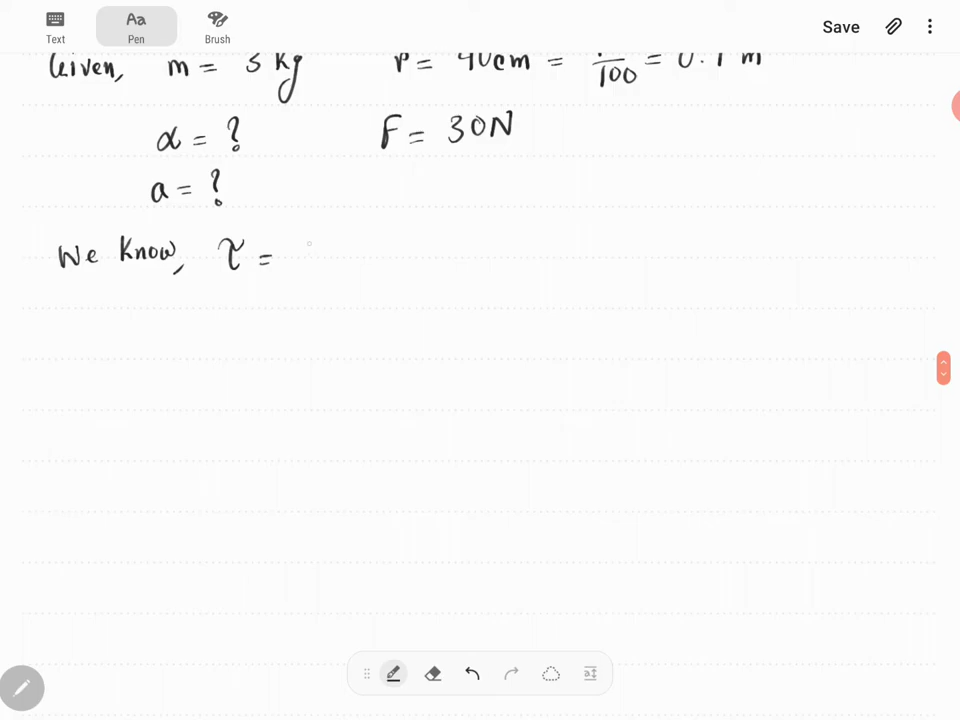 Text
Pen
Brush
Save
Given, m = 3 kg r = 40cm = /100 = 0.4 m
α = ? F = 30N
a = ?
We know, τ =